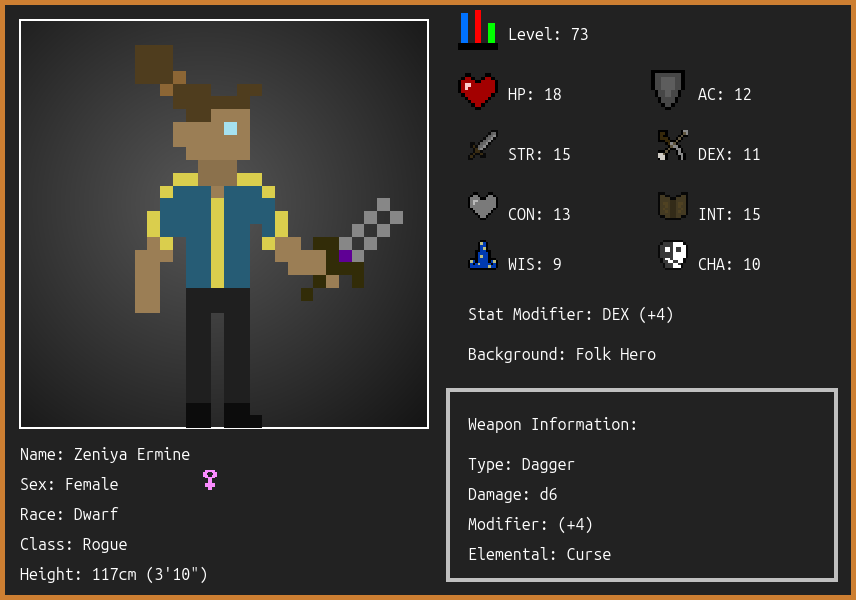 Level: 73
HP: 18
AC: 12
STR: 15
DEX: 11
CON: 13
INT: 15
WIS: 9
CHA: 10
Stat Modifier: DEX (+4)
Background: Folk Hero
Weapon Information:
Type: Dagger
Damage: d6
Modifier: (+4)
Elemental: Curse
Name: Zeniya Ermine
Sex: Female
Race: Dwarf
Class: Rogue
Height: 117cm (3'10")